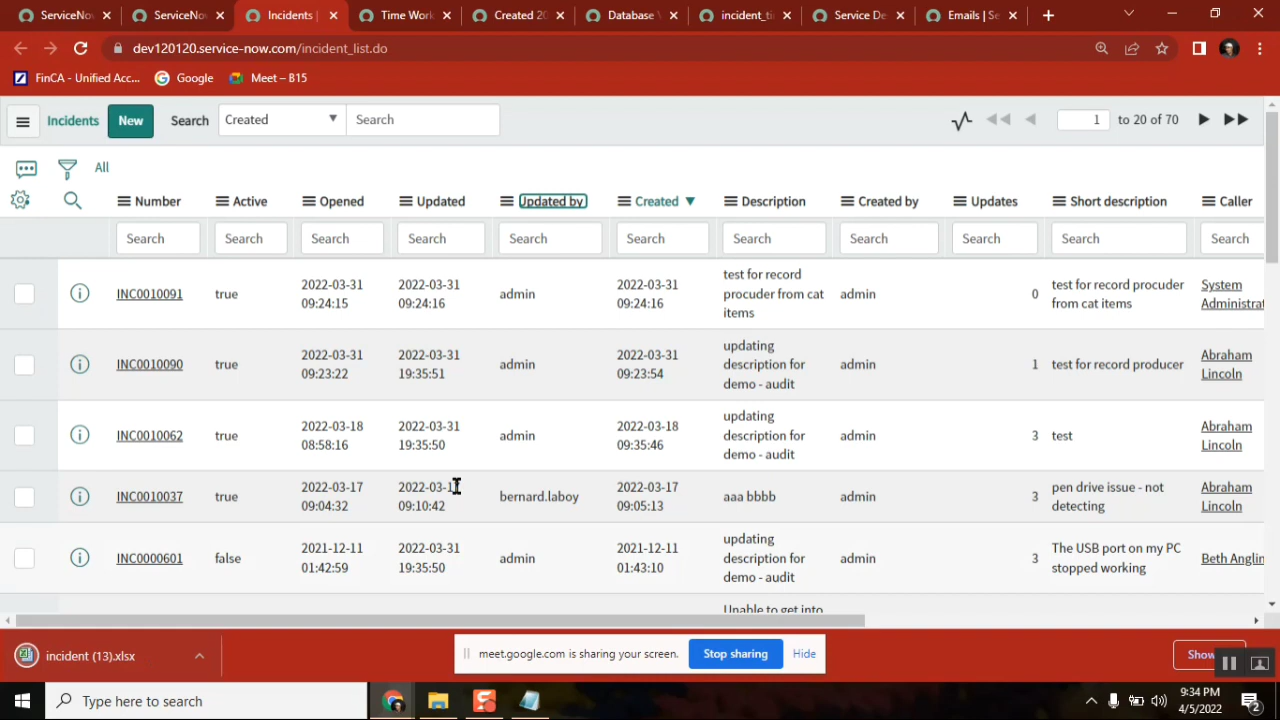 ServiceNow
ServiceNow
Incidents |
Time Work
Created 20
Database V
incident_ti
Service De
Emails | Se
dev120120.service-now.com/incident_list.do
FinCA - Unified Acc...
Google
Meet – B15
Incidents
New
Search
Created
Search
1
to 20 of 70
All
Number
Active
Opened
Updated
Updated by
Created
Description
Created by
Updates
Short description
Caller
Search
Search
Search
Search
Search
Search
Search
Search
Search
Search
Search
INC0010091
true
2022-03-31
09:24:15
2022-03-31
09:24:16
admin
2022-03-31
09:24:16
test for record
procuder from cat
items
admin
0
test for record procuder
from cat items
System
Administrat
INC0010090
true
2022-03-31
09:23:22
2022-03-31
19:35:51
admin
2022-03-31
09:23:54
updating
description for
demo - audit
admin
1
test for record producer
Abraham
Lincoln
INC0010062
true
2022-03-18
08:58:16
2022-03-31
19:35:50
admin
2022-03-18
09:35:46
updating
description for
demo - audit
admin
3
test
Abraham
Lincoln
INC0010037
true
2022-03-17
09:04:32
09:10:42
bernard.laboy
2022-03-17
09:05:13
aaa bbbb
admin
3
pen drive issue - not
detecting
Abraham
Lincoln
INC0000601
false
2021-12-11
01:42:59
2022-03-31
19:35:50
admin
2021-12-11
01:43:10
updating
description for
demo - audit
admin
3
The USB port on my PC
stopped working
Beth Anglin
Unable to get into
incident (13).xlsx
meet.google.com is sharing your screen.
Stop sharing
Hide
Show
Type here to search
9:34 PM
4/5/2022
2